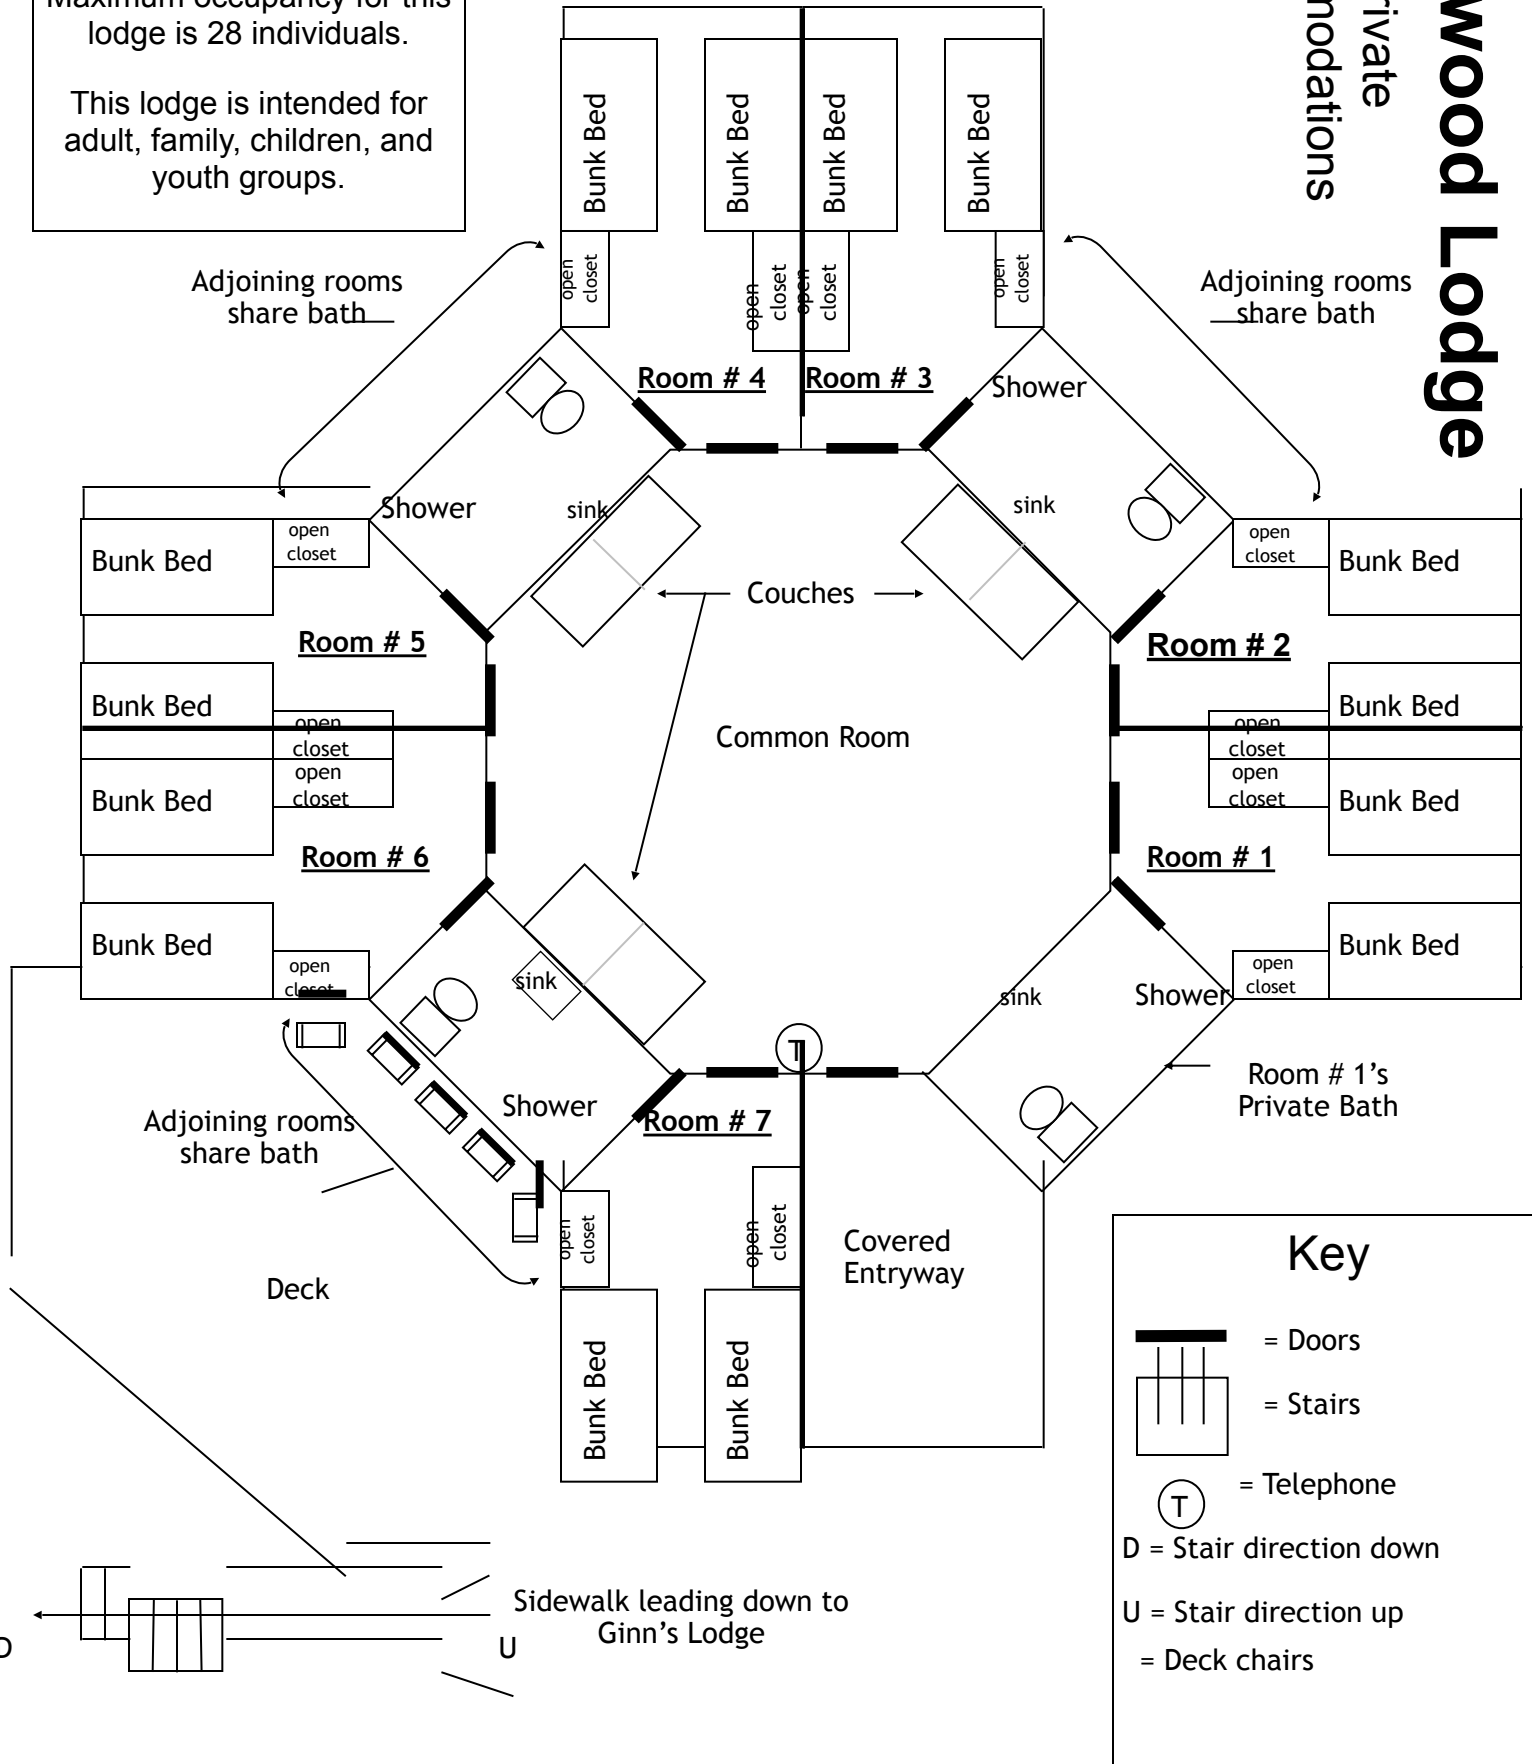 Maximum occupancy for this
lodge is 28 individuals.
This lodge is intended for
adult, family, children, and
youth groups.
wood Lodge
rivate
modations
Bunk Bed
Bunk Bed
Bunk Bed
Bunk Bed
open
closet
open
closet
open
closet
open
closet
Adjoining rooms
share bath
Adjoining rooms
share bath
Room # 4
Room # 3
Shower
Shower
sink
sink
open
closet
Bunk Bed
open
closet
Bunk Bed
Couches
Room # 5
Room # 2
Bunk Bed
open
closet
Common Room
open
closet
Bunk Bed
Bunk Bed
open
closet
open
closet
Bunk Bed
Room # 6
Room # 1
Bunk Bed
open
closet
sink
sink
Shower
open
closet
Bunk Bed
T
Room # 1’s
Private Bath
Adjoining rooms
share bath
Shower
Room # 7
open
closet
open
closet
Covered
Entryway
Deck
Bunk Bed
Bunk Bed
Key
= Doors
= Stairs
T
= Telephone
D = Stair direction down
U = Stair direction up
= Deck chairs
Sidewalk leading down to
Ginn’s Lodge
D
U